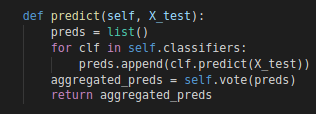 def predict(self, X_test):
    preds = list()
    for clf in self.classifiers:
        preds.append(clf.predict(X_test))
    aggregated_preds = self.vote(preds)
    return aggregated_preds